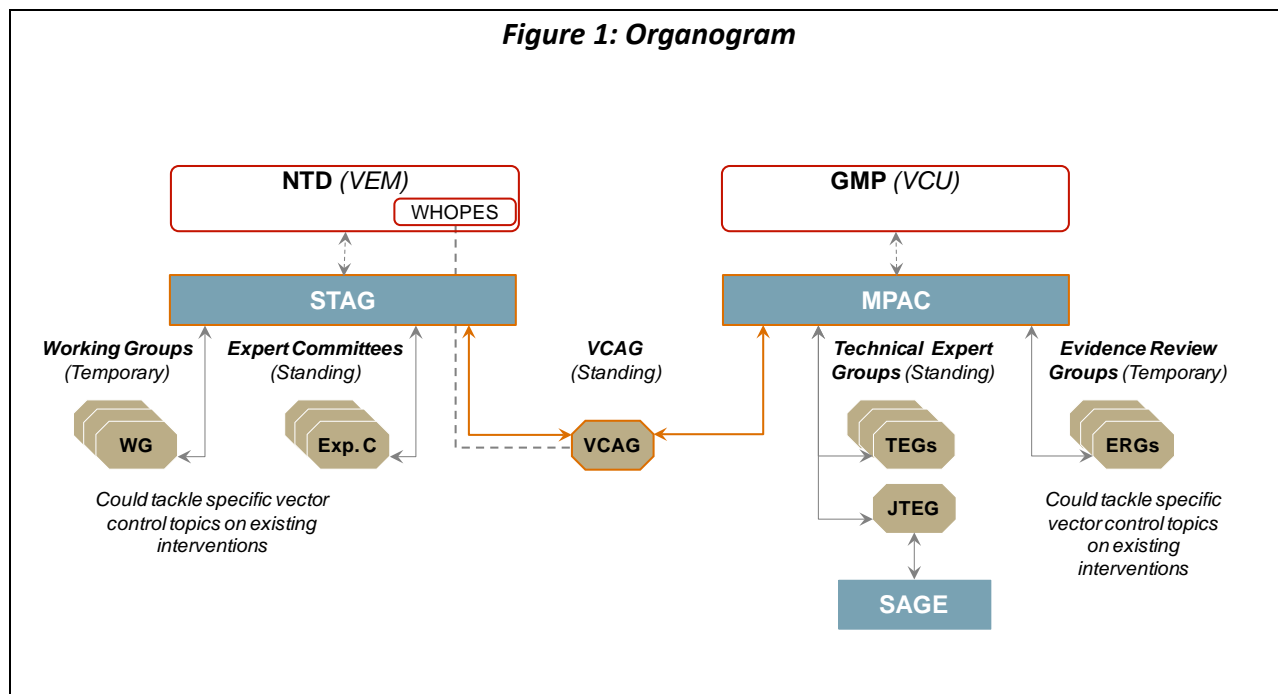 Figure 1: Organogram
NTD (VEM)
WHOPES
GMP (VCU)
STAG
MPAC
Working Groups
(Temporary)
Expert Committees
(Standing)
VCAG
(Standing)
Technical Expert
Groups (Standing)
Evidence Review
Groups (Temporary)
WG
Exp. C
VCAG
TEGs
ERGs
JTEG
Could tackle specific vector
control topics on existing
interventions
Could tackle specific
vector control topics
on existing
interventions
SAGE